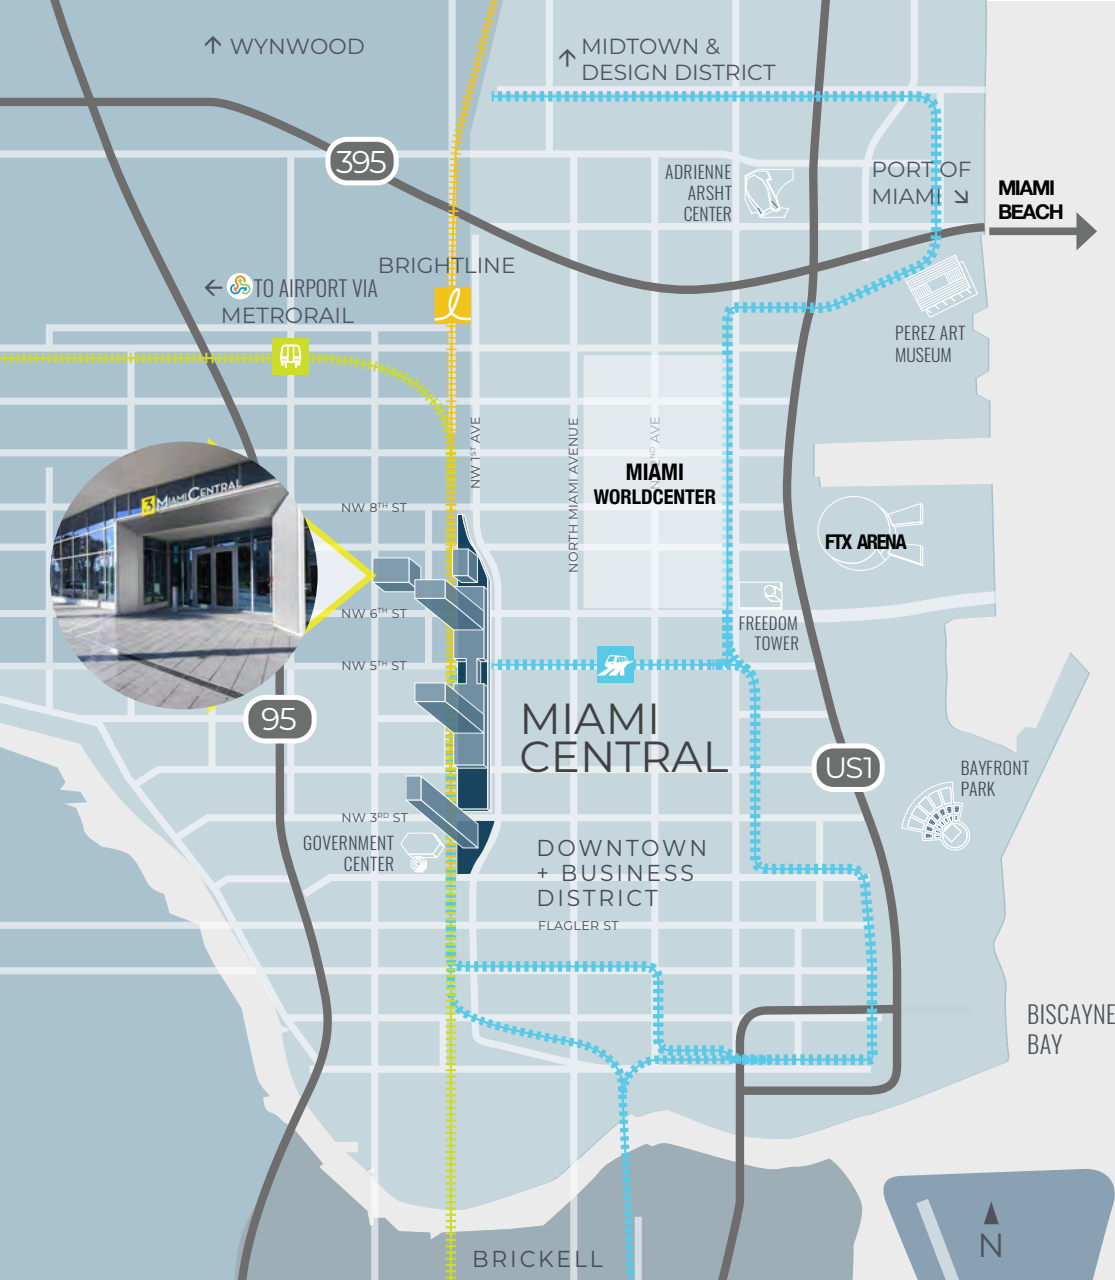 WYNWOOD
MIDTOWN &
DESIGN DISTRICT
395
ADRIENNE
ARSHT
CENTER
PORT OF
MIAMI
MIAMI
BEACH
BRIGHTLINE
TO AIRPORT VIA
METRORAIL
PEREZ ART
MUSEUM
NW 1ST AVE
NORTH MIAMI AVENUE
2ND AVE
MIAMI
WORLDCENTER
3 MIAMICENTRAL
NW 8TH ST
FTX ARENA
NW 6TH ST
FREEDOM
TOWER
NW 5TH ST
95
MIAMI
CENTRAL
US1
BAYFRONT
PARK
NW 3RD ST
GOVERNMENT
CENTER
DOWNTOWN
+ BUSINESS
DISTRICT
FLAGLER ST
BISCAYNE
BAY
BRICKELL
N